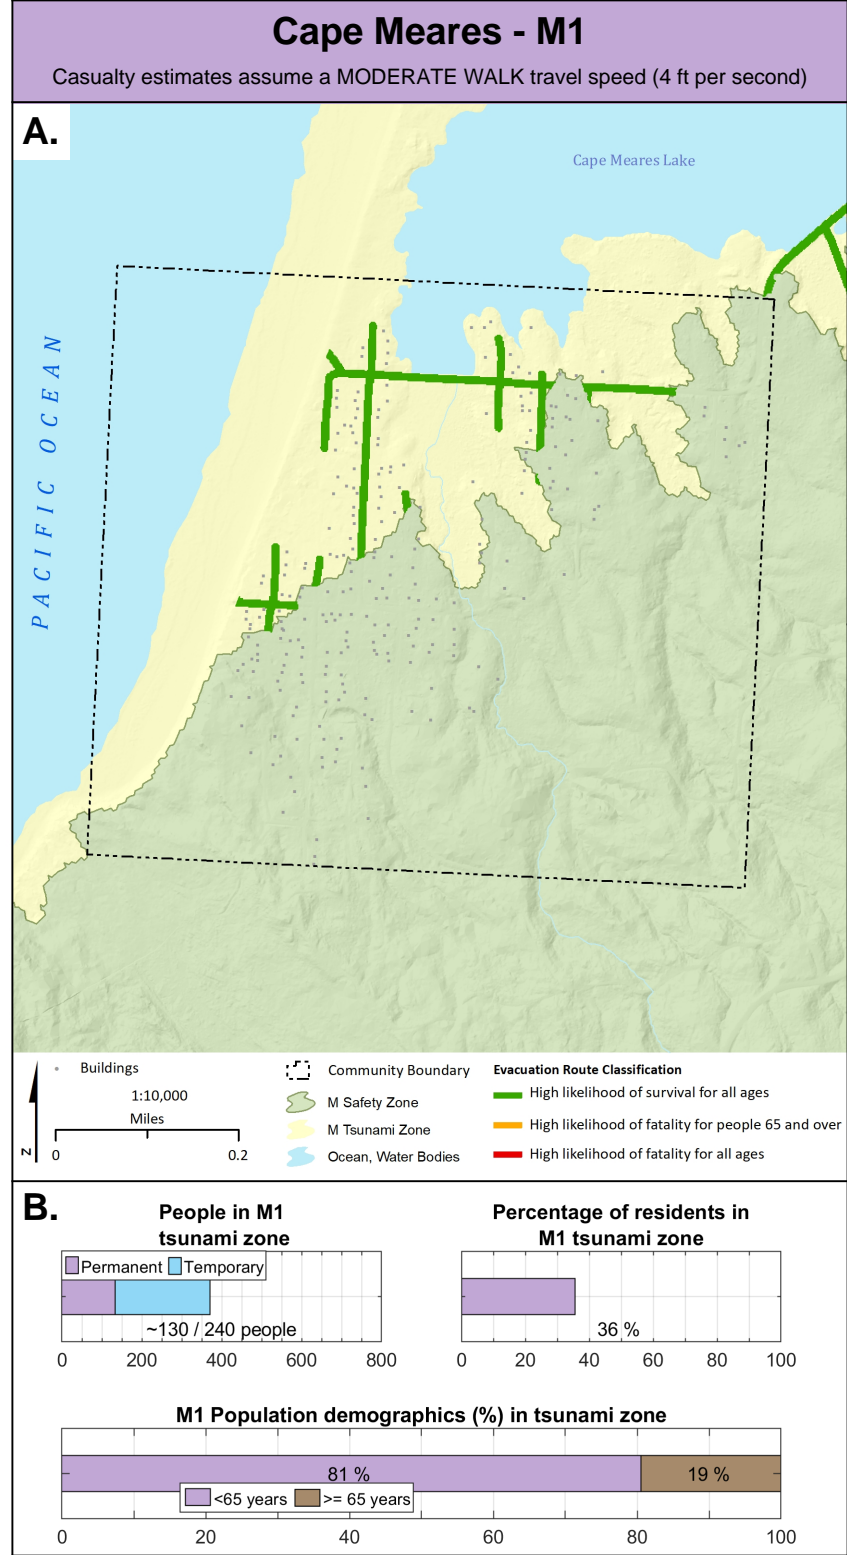 Cape Meares - M1
Casualty estimates assume a MODERATE WALK travel speed (4 ft per second)
A.
Cape Meares Lake
PACIFIC OCEAN
Buildings
1:10,000
Miles
0 0.2
N
Community Boundary
M Safety Zone
M Tsunami Zone
Ocean, Water Bodies
Evacuation Route Classification
High likelihood of survival for all ages
High likelihood of fatality for people 65 and over
High likelihood of fatality for all ages
B.
People in M1
tsunami zone
Permanent Temporary
~130 / 240 people
0 200 400 600 800
Percentage of residents in
M1 tsunami zone
36 %
0 20 40 60 80 100
M1 Population demographics (%) in tsunami zone
81 % 19 %
<65 years >= 65 years
0 20 40 60 80 100